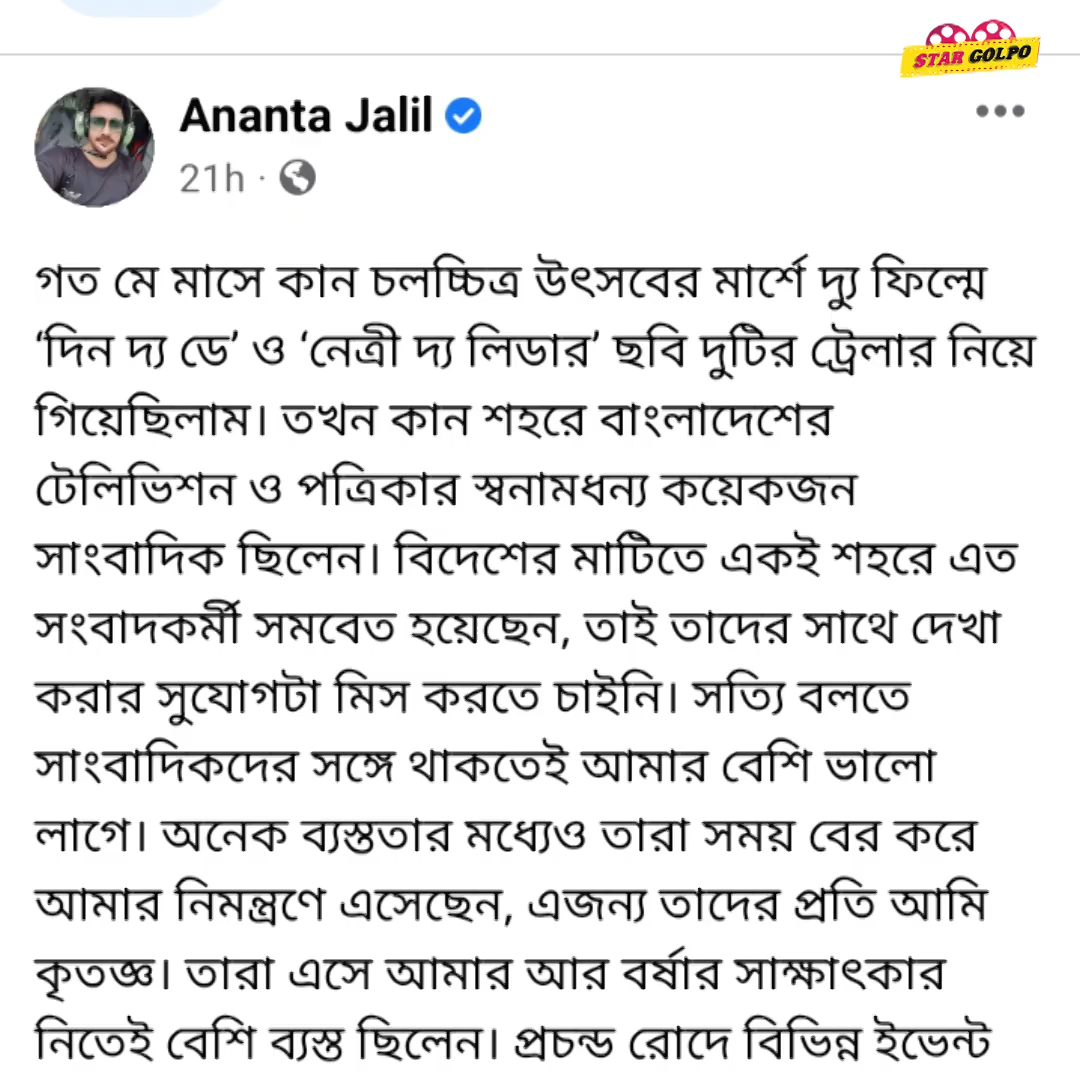 STAR GOLPO
Ananta Jalil
21h ·
গত মে মাসে কান চলচ্চিত্র উৎসবের মার্শে দ্যু ফিল্মে
‘দিন দ্য ডে’ ও ‘নেত্রী দ্য লিডার’ ছবি দুটির ট্রেলার নিয়ে
গিয়েছিলাম। তখন কান শহরে বাংলাদেশের
টেলিভিশন ও পত্রিকার স্বনামধন্য কয়েকজন
সাংবাদিক ছিলেন। বিদেশের মাটিতে একই শহরে এত
সংবাদকর্মী সমবেত হয়েছেন, তাই তাদের সাথে দেখা
করার সুযোগটা মিস করতে চাইনি। সত্যি বলতে
সাংবাদিকদের সঙ্গে থাকতেই আমার বেশি ভালো
লাগে। অনেক ব্যস্ততার মধ্যেও তারা সময় বের করে
আমার নিমন্ত্রণে এসেছেন, এজন্য তাদের প্রতি আমি
কৃতজ্ঞ। তারা এসে আমার আর বর্ষার সাক্ষাৎকার
নিতেই বেশি ব্যস্ত ছিলেন। প্রচন্ড রোদে বিভিন্ন ইভেন্ট